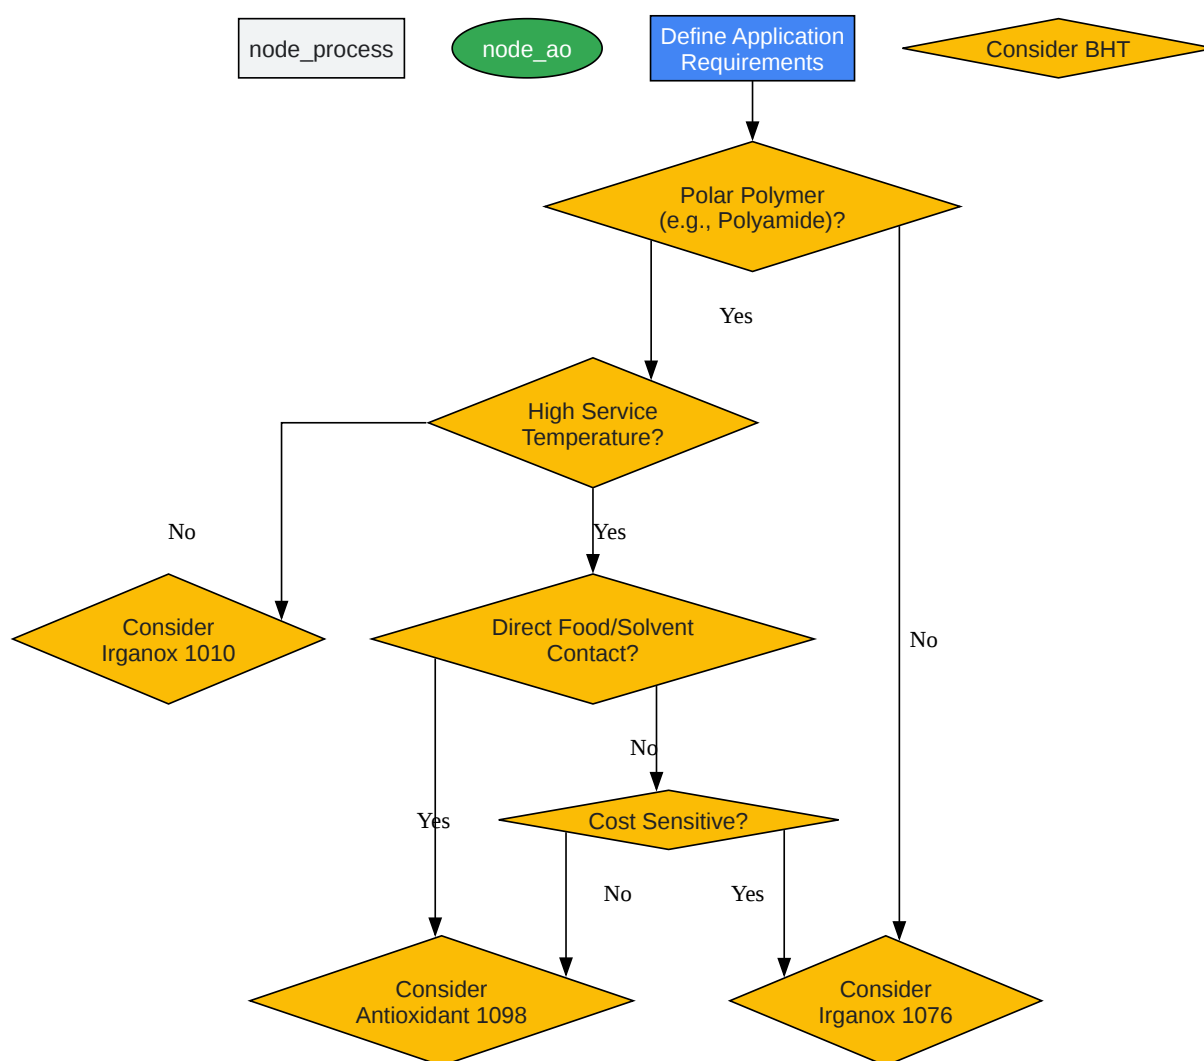 node_process
node_ao
Define Application
Requirements
Consider BHT
Polar Polymer
(e.g., Polyamide)?
Yes
High Service
Temperature?
No
Yes
Consider
Irganox 1010
Direct Food/Solvent
Contact?
No
No
Yes
Cost Sensitive?
No
Yes
Consider
Antioxidant 1098
Consider
Irganox 1076